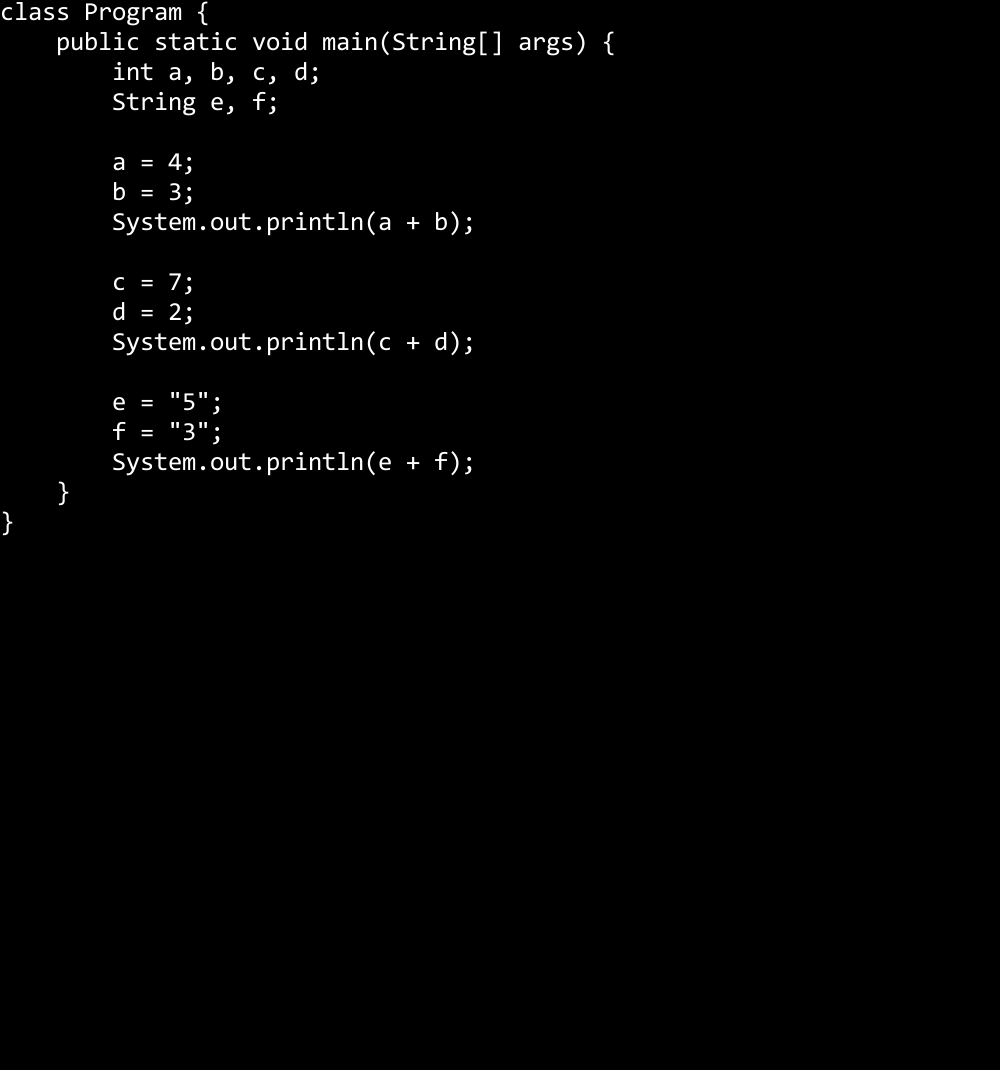 class Program {
    public static void main(String[] args) {
        int a, b, c, d;
        String e, f;

        a = 4;
        b = 3;
        System.out.println(a + b);

        c = 7;
        d = 2;
        System.out.println(c + d);

        e = "5";
        f = "3";
        System.out.println(e + f);
    }
}